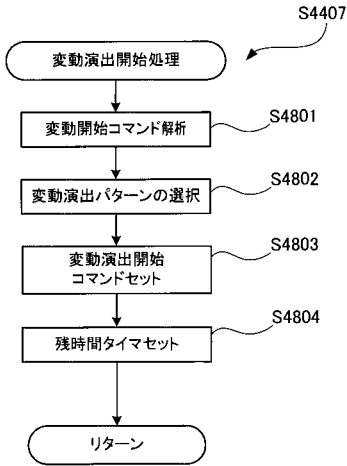 S4407
変動演出開始処理
S4801
変動開始コマンド解析
S4802
変動演出パターンの選択
S4803
変動演出開始
コマンドセット
S4804
残時間タイマセット
リターン